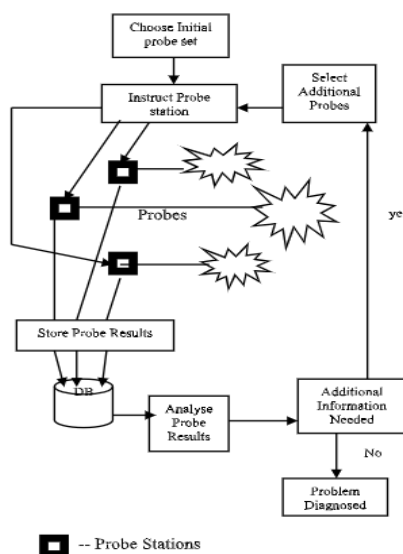 Choose Initial
probe set
Instruct Probe
station
Select
Additional
Probes
Probes
ye
Store Probe Results
DB
Analyse
Probe
Results
Additional
Information
Needed
No
Problem
Diagnosed
-- Probe Stations